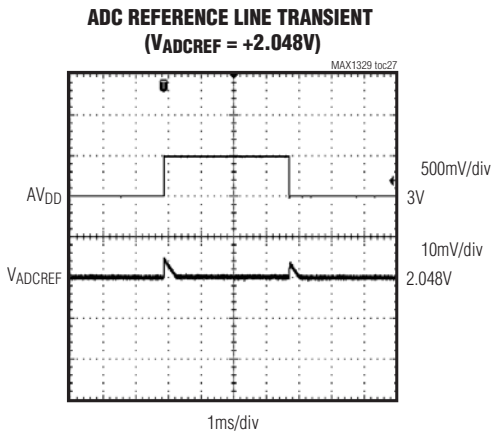 ADC REFERENCE LINE TRANSIENT
(VADCREF = +2.048V)
MAX1329 toc27
T
500mV/div
AVDD
3V
10mV/div
VADCREF
2.048V
1ms/div